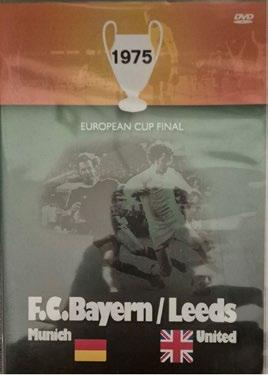 DVD
1975
EUROPEAN CUP FINAL
F.C.Bayern/Leeds
Munich United